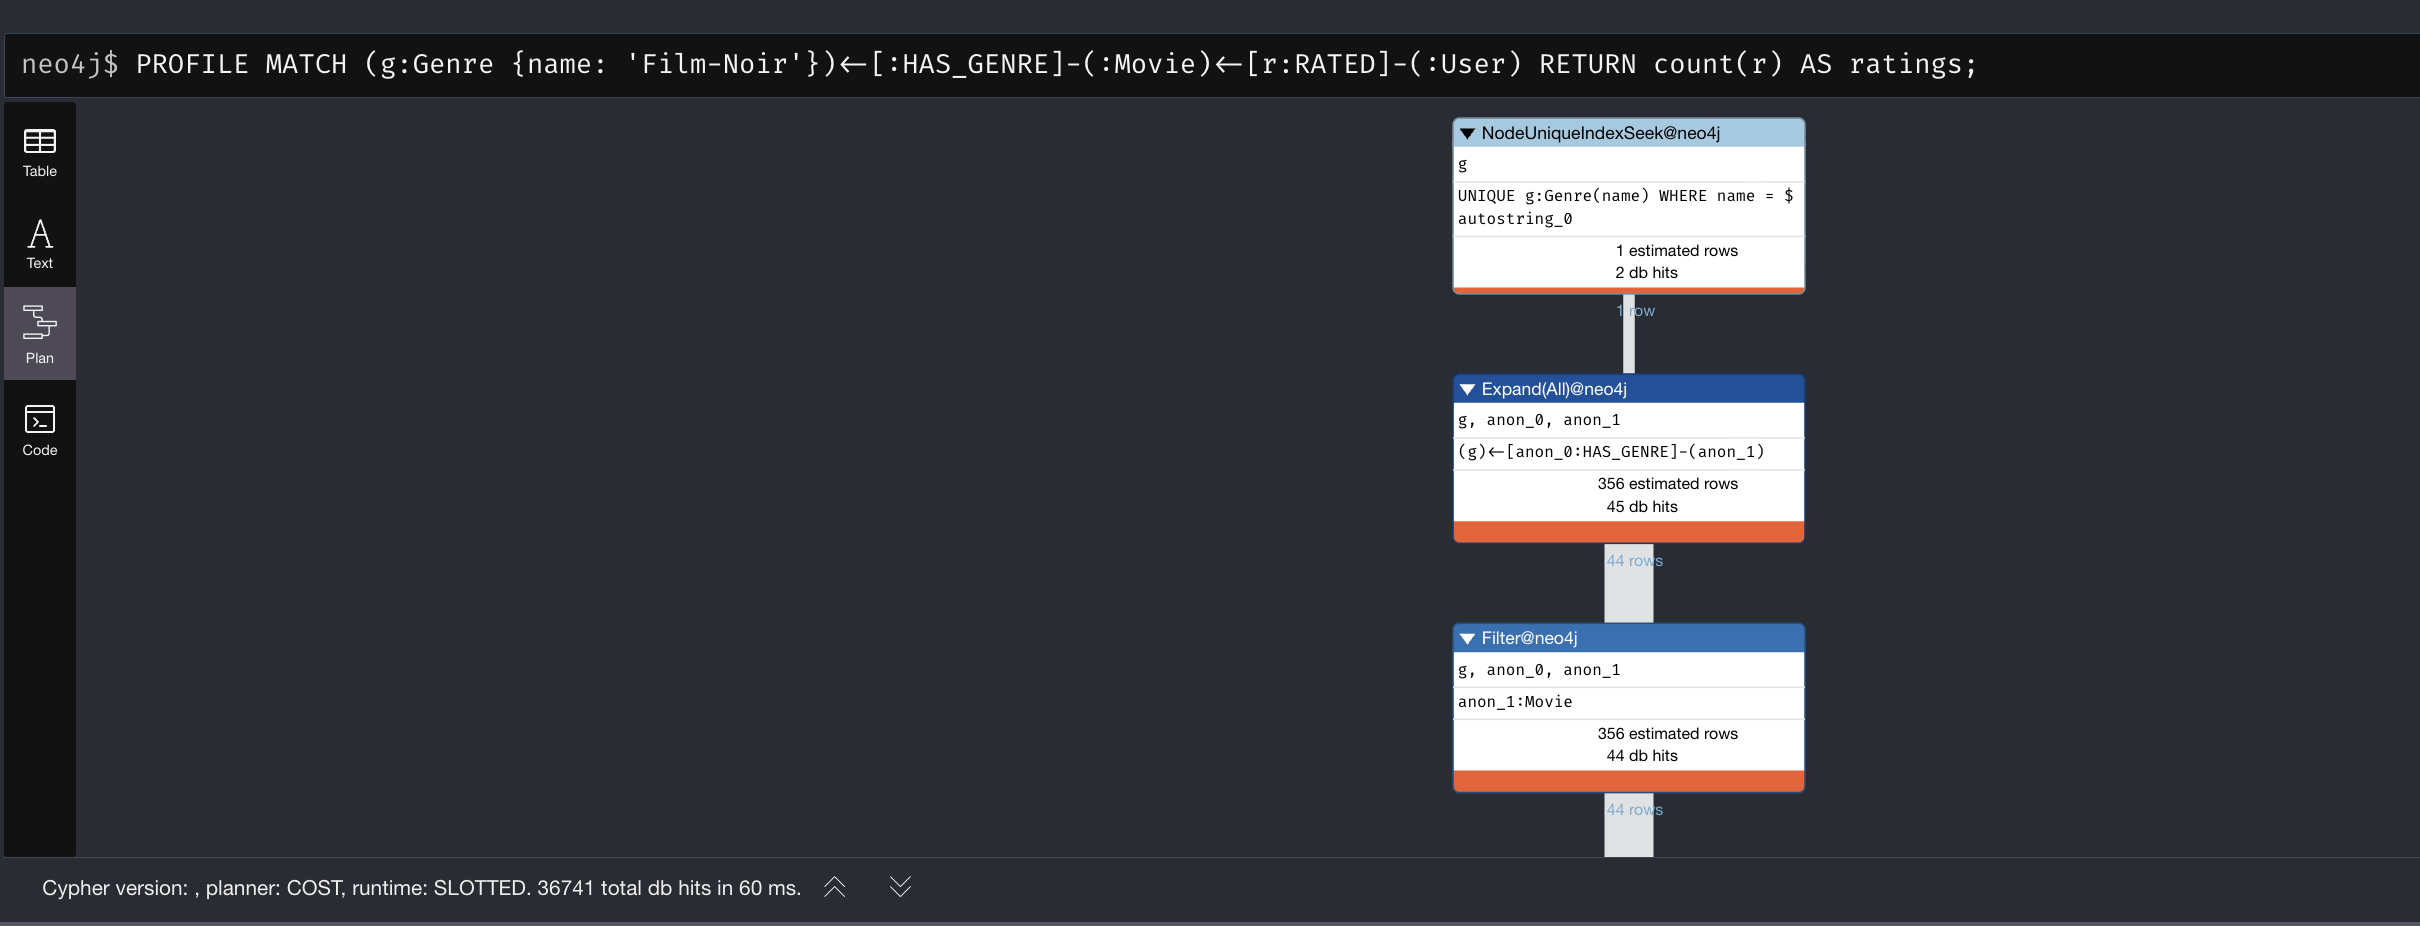 neo4j$ PROFILE MATCH (g:Genre {name: 'Film-Noir'})<-[:HAS_GENRE]-(:Movie)<-[r:RATED]-(:User) RETURN count(r) AS ratings;
Table
Text
Plan
Code
NodeUniqueIndexSeek@neo4j
g
UNIQUE g:Genre(name) WHERE name = $
autostring_0
1 estimated rows
2 db hits
1 row
Expand(All)@neo4j
g, anon_0, anon_1
(g)<-[anon_0:HAS_GENRE]-(anon_1)
356 estimated rows
45 db hits
44 rows
Filter@neo4j
g, anon_0, anon_1
anon_1:Movie
356 estimated rows
44 db hits
44 rows
Cypher version: , planner: COST, runtime: SLOTTED. 36741 total db hits in 60 ms.